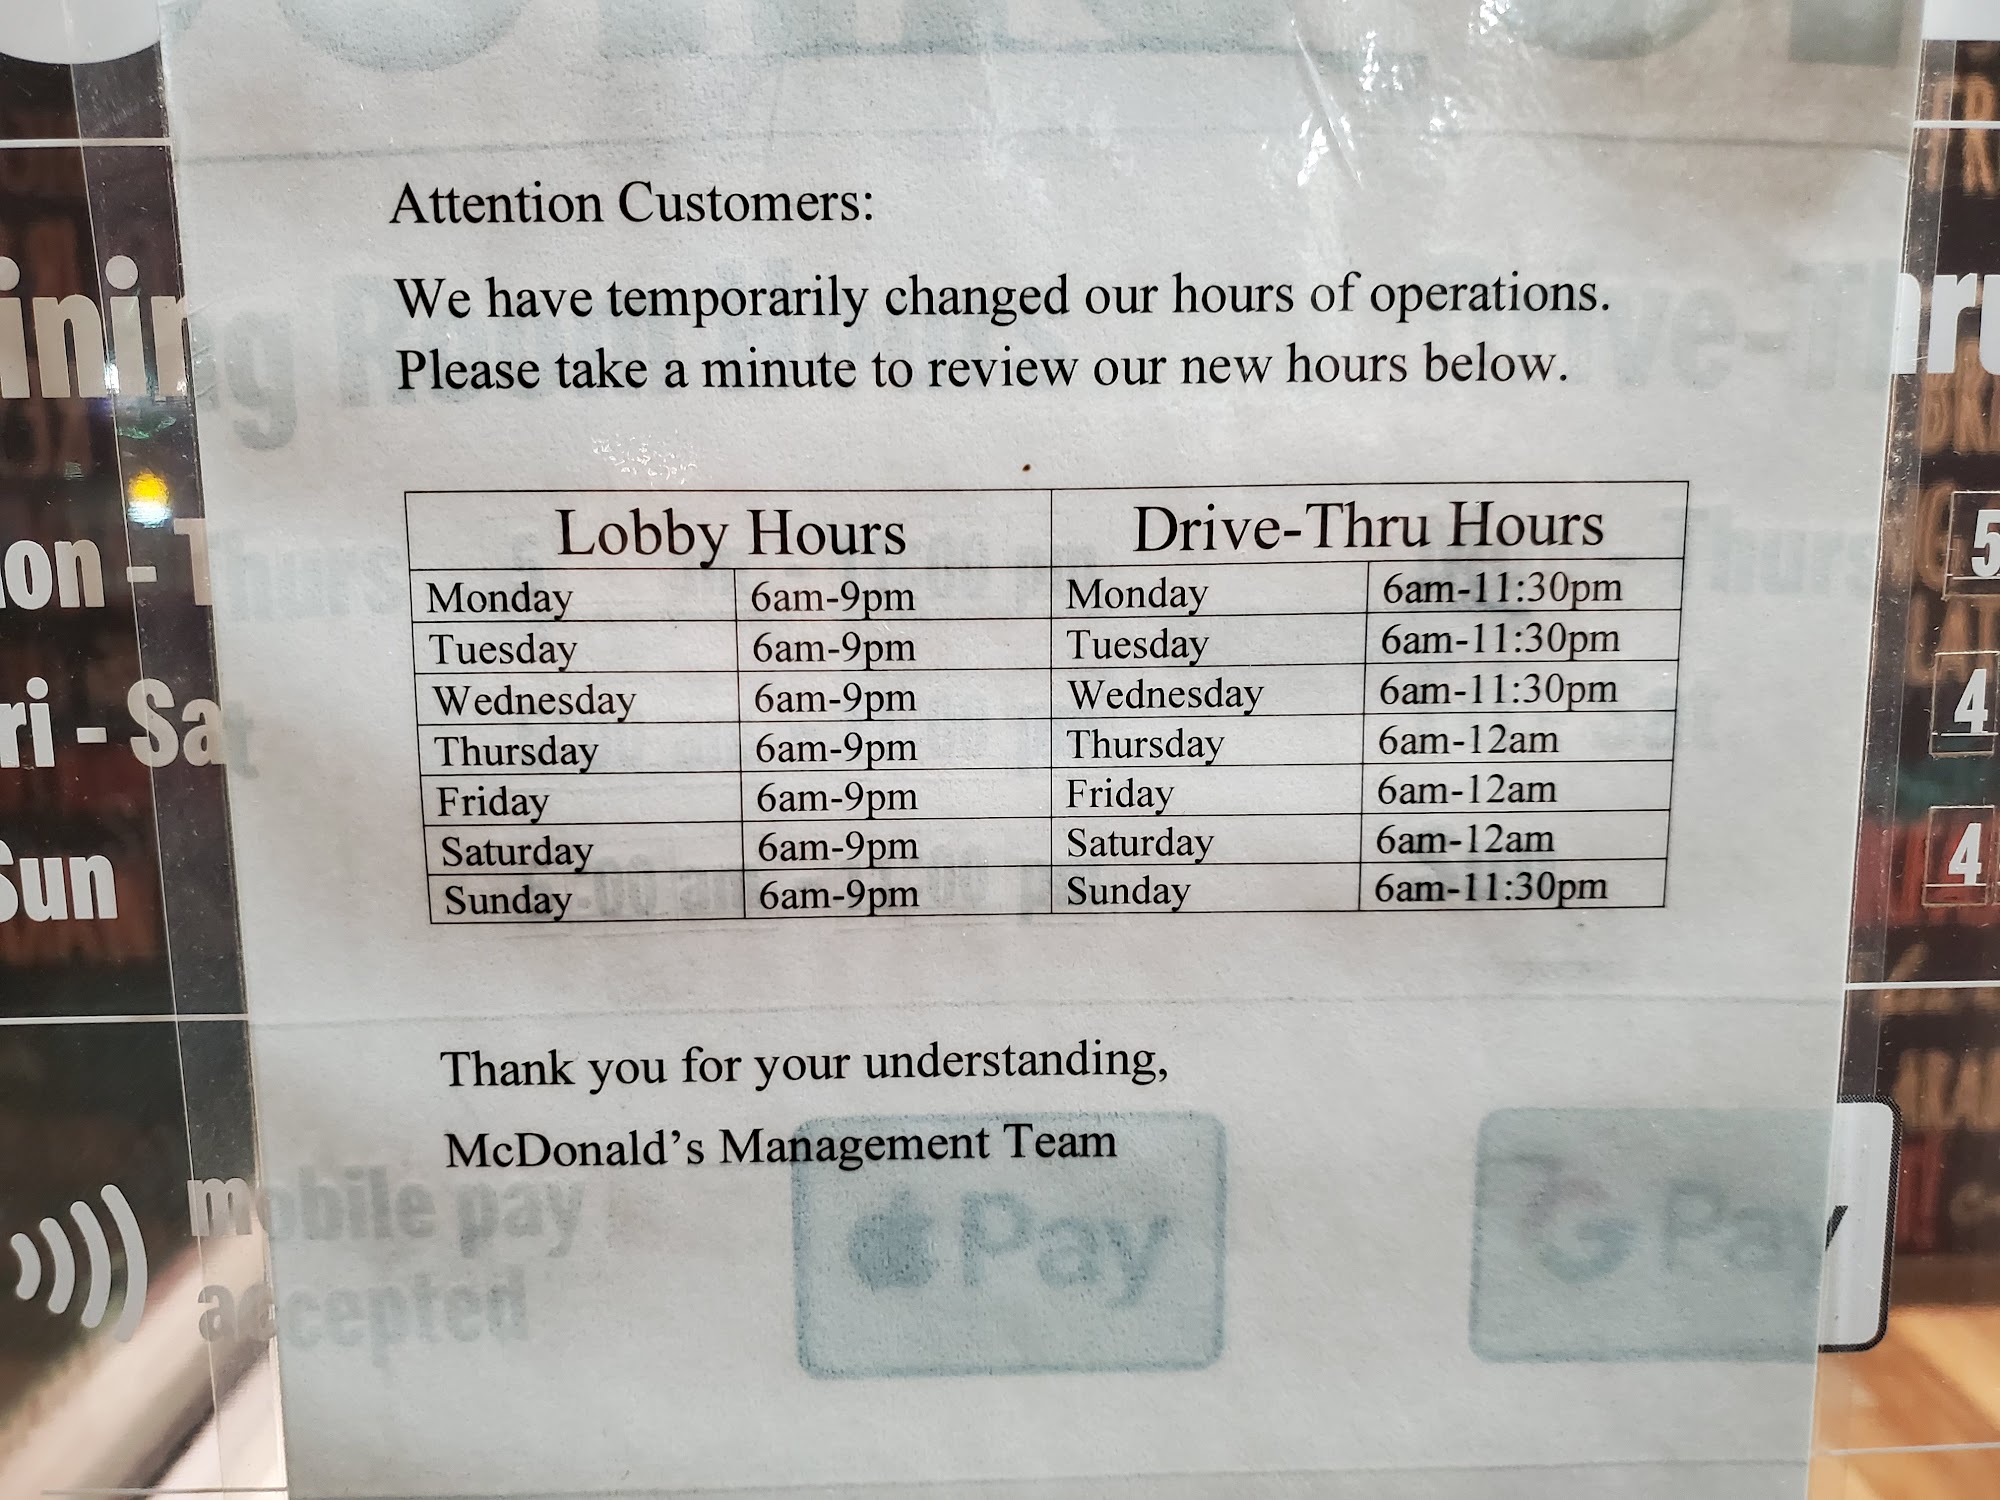 Attention Customers:
We have temporarily changed our hours of operations.
Please take a minute to review our new hours below.
Lobby Hours Drive-Thru Hours
Monday 6am-9pm Monday 6am-11:30pm
Tuesday 6am-9pm Tuesday 6am-11:30pm
Wednesday 6am-9pm Wednesday 6am-11:30pm
Thursday 6am-9pm Thursday 6am-12am
Friday 6am-9pm Friday 6am-12am
Saturday 6am-9pm Saturday 6am-12am
Sunday 6am-9pm Sunday 6am-11:30pm
Thank you for your understanding,
McDonald's Management Team
mobile pay
accepted
Pay
G Pay